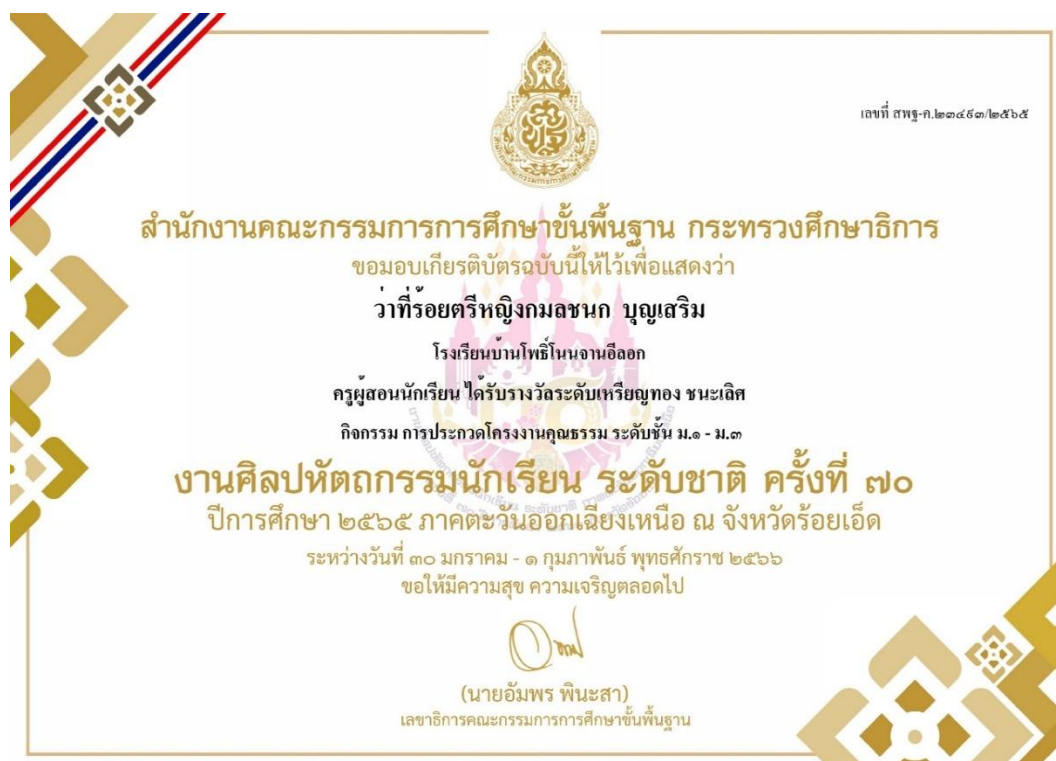 เลขที่ สพฐ-ค.๒๓๔๙๓/๒๕๖๕
สำนักงานคณะกรรมการการศึกษาขั้นพื้นฐาน กระทรวงศึกษาธิการ
ขอมอบเกียรติบัตรฉบับนี้ให้ไว้เพื่อแสดงว่า
ว่าที่ร้อยตรีหญิงกมลชนก บุญเสริม
โรงเรียนบ้านโพธิ์โนนจานอีลอก
ครูผู้สอนนักเรียน ได้รับรางวัลระดับเหรียญทอง ชนะเลิศ
กิจกรรม การประกวดโครงงานคุณธรรม ระดับชั้น ม.๑ - ม.๓
งานศิลปหัตถกรรมนักเรียน ระดับชาติ ครั้งที่ ๗๐
ปีการศึกษา ๒๕๖๕ ภาคตะวันออกเฉียงเหนือ ณ จังหวัดร้อยเอ็ด
ระหว่างวันที่ ๓๐ มกราคม - ๑ กุมภาพันธ์ พุทธศักราช ๒๕๖๖
ขอให้มีความสุข ความเจริญตลอดไป
(นายอัมพร พินะสา)
เลขาธิการคณะกรรมการการศึกษาขั้นพื้นฐาน